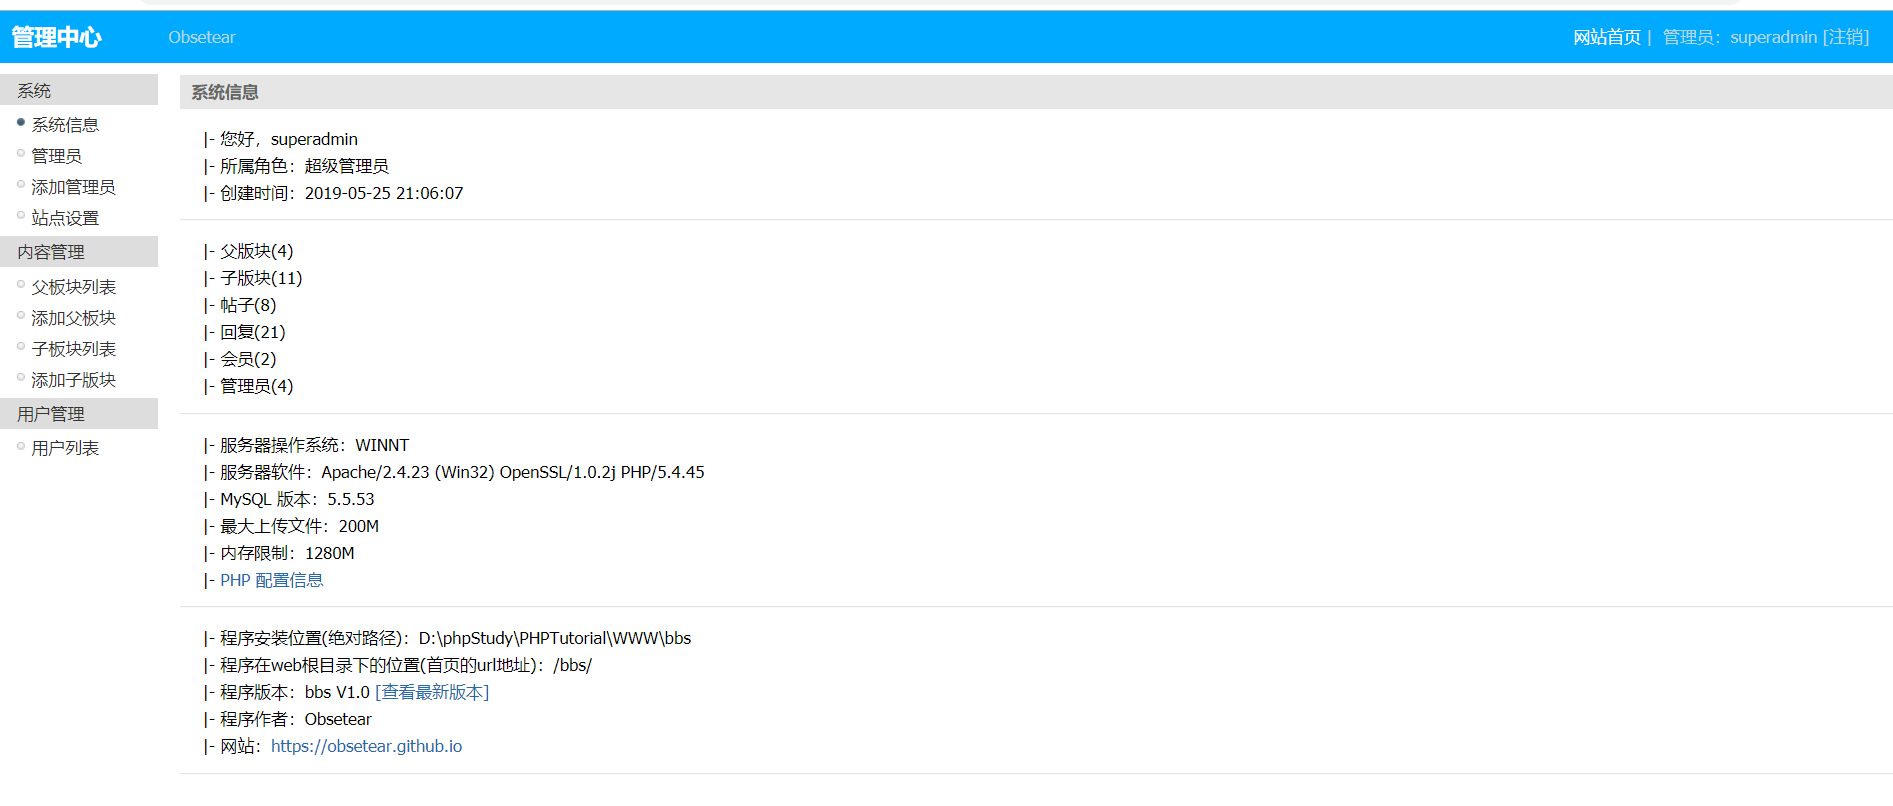 管理中心 Obsetear 网站首页 | 管理员：superadmin [注销]
系统
系统信息
管理员
添加管理员
站点设置
内容管理
父板块列表
添加父板块
子板块列表
添加子版块
用户管理
用户列表
系统信息
|- 您好，superadmin
|- 所属角色：超级管理员
|- 创建时间：2019-05-25 21:06:07
|- 父版块(4)
|- 子版块(11)
|- 帖子(8)
|- 回复(21)
|- 会员(2)
|- 管理员(4)
|- 服务器操作系统：WINNT
|- 服务器软件：Apache/2.4.23 (Win32) OpenSSL/1.0.2j PHP/5.4.45
|- MySQL 版本：5.5.53
|- 最大上传文件：200M
|- 内存限制：1280M
|- PHP 配置信息
|- 程序安装位置(绝对路径)：D:\phpStudy\PHPTutorial\WWW\bbs
|- 程序在web根目录下的位置(首页的url地址)：/bbs/
|- 程序版本：bbs V1.0 [查看最新版本]
|- 程序作者：Obsetear
|- 网站：https://obsetear.github.io